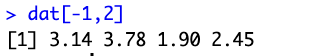 > dat[-1,2]
[1] 3.14 3.78 1.90 2.45